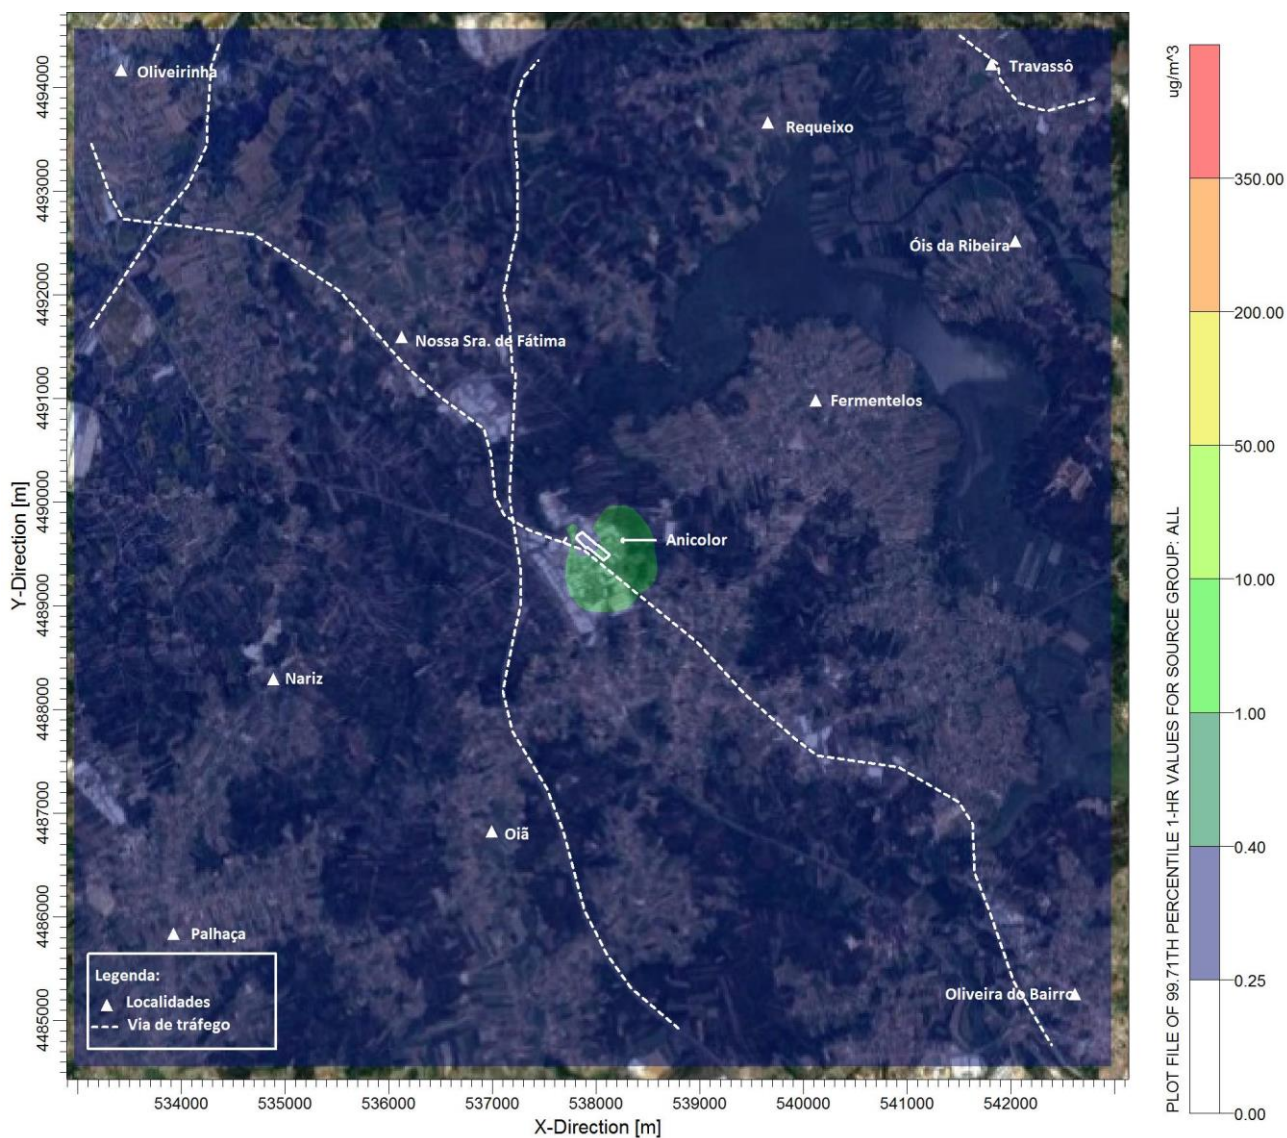 Oliveirinha
Travassô
Requeixo
Óis da Ribeira
Nossa Sra. de Fátima
Fermentelos
Anicolor
Nariz
Oiã
Palhaça
Oliveira do Bairro
Legenda:
Localidades
Via de tráfego
Y-Direction [m]
4494000
4493000
4492000
4491000
4490000
4489000
4488000
4487000
4486000
4485000
534000
535000
536000
537000
538000
539000
540000
541000
542000
X-Direction [m]
ug/m^3
350.00
200.00
50.00
10.00
1.00
0.40
0.25
0.00
PLOT FILE OF 99.71TH PERCENTILE 1-HR VALUES FOR SOURCE GROUP: ALL